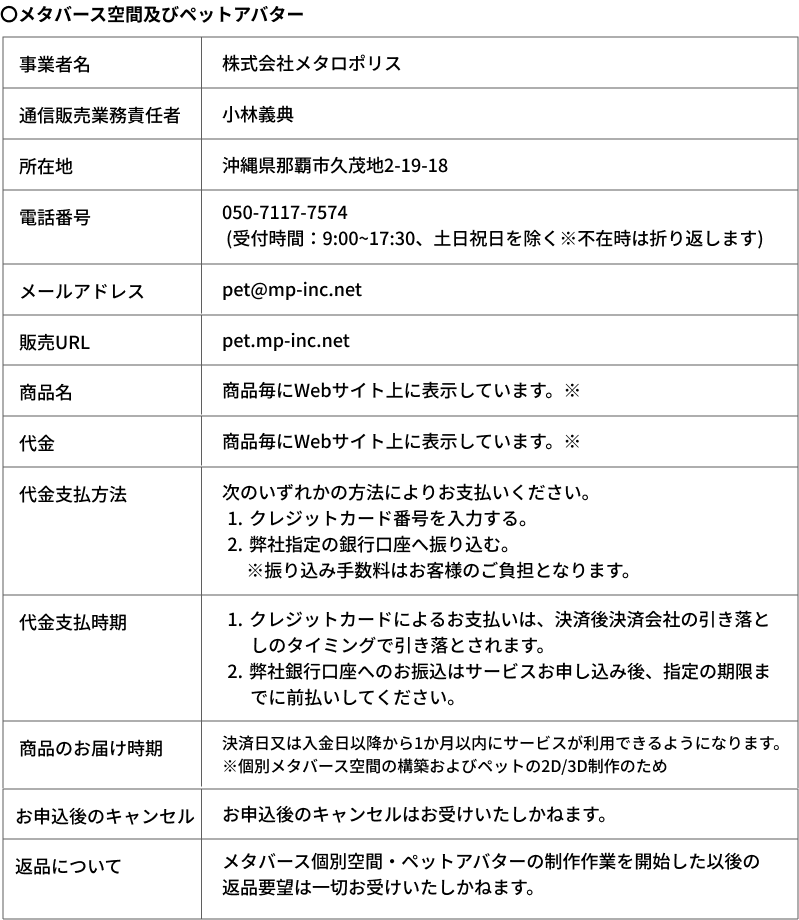 〇メタバース空間及びペットアバター
事業者名
株式会社メタロポリス
通信販売業務責任者
小林義典
所在地
沖縄県那覇市久茂地2-19-18
電話番号
050-7117-7574
(受付時間：9:00~17:30、土日祝日を除く※不在時は折り返します)
メールアドレス
pet@mp-inc.net
販売URL
pet.mp-inc.net
商品名
商品毎にWebサイト上に表示しています。※
代金
商品毎にWebサイト上に表示しています。※
代金支払方法
次のいずれかの方法によりお支払いください。
1. クレジットカード番号を入力する。
2. 弊社指定の銀行口座へ振り込む。
※振り込み手数料はお客様のご負担となります。
代金支払時期
1. クレジットカードによるお支払いは、決済後決済会社の引き落と
しのタイミングで引き落とされます。
2. 弊社銀行口座へのお振込はサービスお申し込み後、指定の期限ま
でに前払いしてください。
商品のお届け時期
決済日又は入金日以降から1か月以内にサービスが利用できるようになります。
※個別メタバース空間の構築およびペットの2D/3D制作のため
お申込後のキャンセル
お申込後のキャンセルはお受けいたしかねます。
返品について
メタバース個別空間・ペットアバターの制作作業を開始した以後の
返品要望は一切お受けいたしかねます。